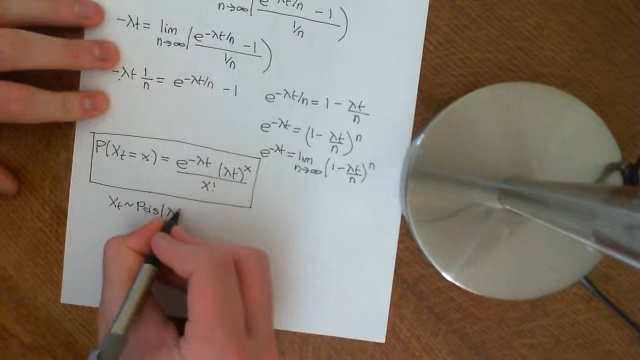 n→∞ ( (e^-λt/n - 1) / (1/n) )
-λt = lim n→∞ ( (e^-λt/n - 1) / (1/n) )
-λt 1/n = e^-λt/n - 1
e^-λt/n = 1 - λt/n
e^-λt = (1 - λt/n)^n
e^-λt = lim n→∞ (1 - λt/n)^n
P(X_t = x) = e^-λt (λt)^x / x!
X_t ~ Pois(λ